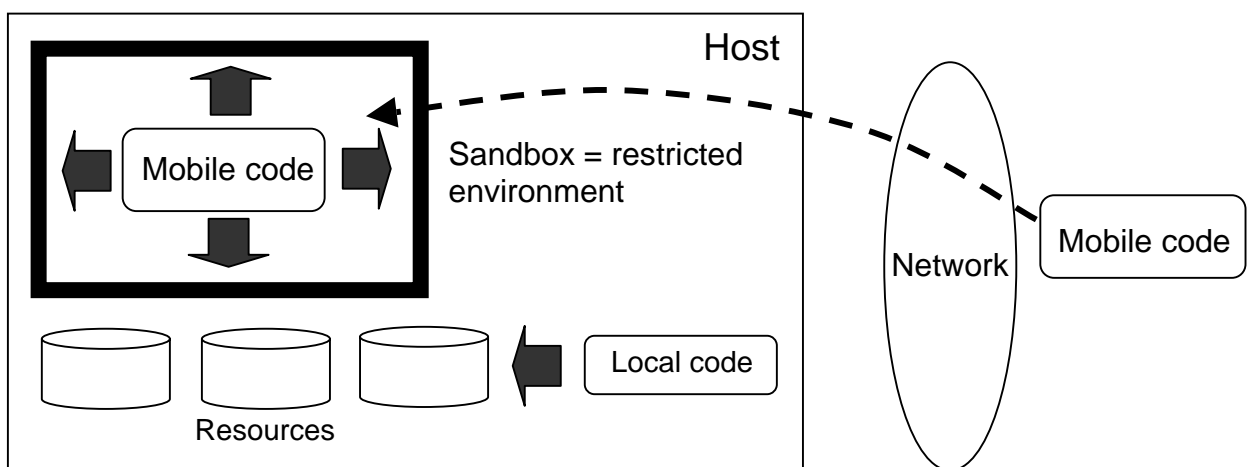 Host
Mobile code
Sandbox = restricted
environment
Mobile code
Network
Local code
Resources